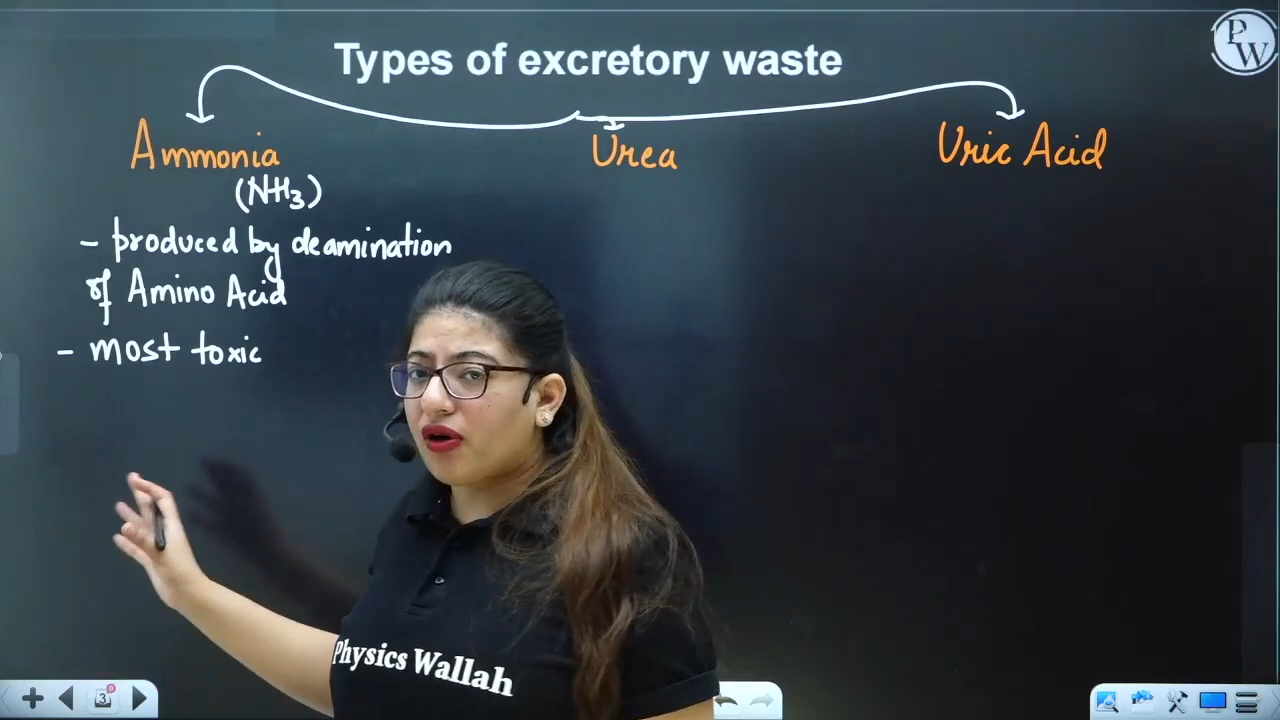 PW
Types of excretory waste
Ammonia
Urea
Uric Acid
(NH3)
- produced by deamination
of Amino Acid
- most toxic
Physics Wallah
3